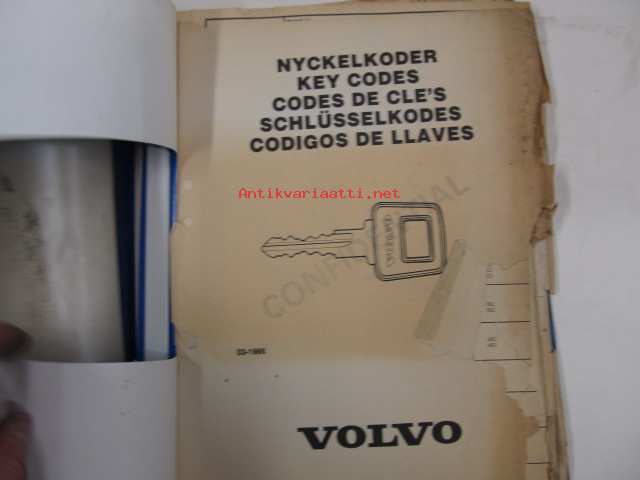 NYCKELKODER
KEY CODES
CODES DE CLE'S
SCHLÜSSELKODES
CODIGOS DE LLAVES
Antikvariaatti.net
CONFIDENTIAL
VOLVO